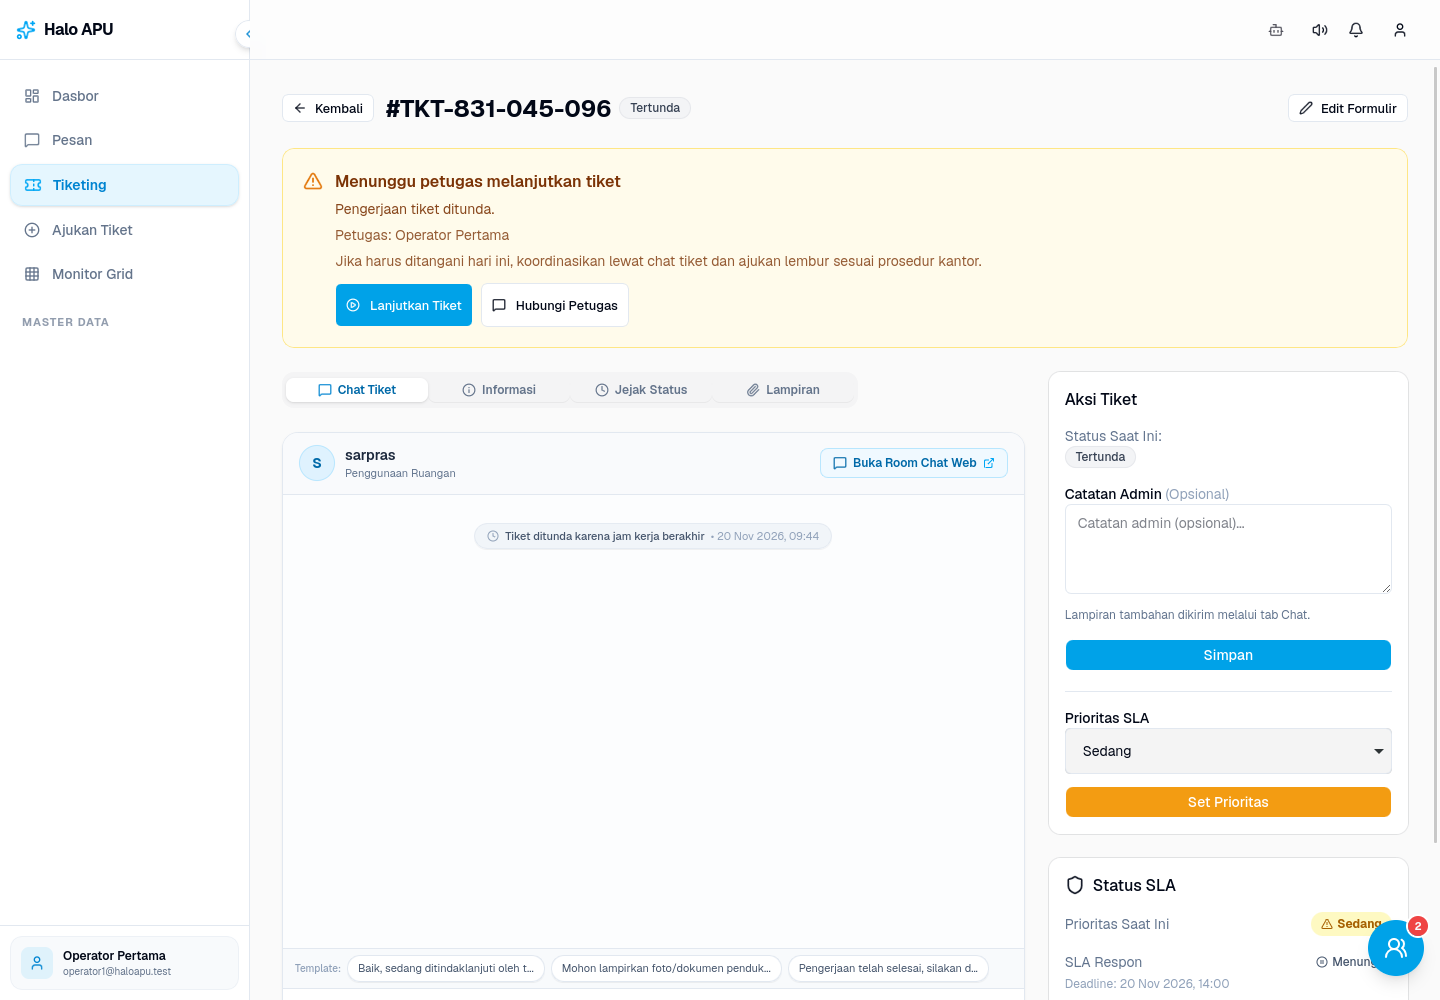 Halo APU
Dasbor
Pesan
Tiketing
Ajukan Tiket
Monitor Grid
MASTER DATA
Operator Pertama
operator1@haloapu.test
Kembali
#TKT-831-045-096
Tertunda
Edit Formulir
Menunggu petugas melanjutkan tiket
Pengerjaan tiket ditunda.
Petugas: Operator Pertama
Jika harus ditangani hari ini, koordinasikan lewat chat tiket dan ajukan lembur sesuai prosedur kantor.
Lanjutkan Tiket
Hubungi Petugas
Chat Tiket
Informasi
Jejak Status
Lampiran
S
sarpras
Penggunaan Ruangan
Buka Room Chat Web
Tiket ditunda karena jam kerja berakhir • 20 Nov 2026, 09:44
Template:
Baik, sedang ditindaklanjuti oleh t...
Mohon lampirkan foto/dokumen penduk...
Pengerjaan telah selesai, silakan d...
Aksi Tiket
Status Saat Ini:
Tertunda
Catatan Admin (Opsional)
Catatan admin (opsional)...
Lampiran tambahan dikirim melalui tab Chat.
Simpan
Prioritas SLA
Sedang
Set Prioritas
Status SLA
Prioritas Saat Ini
Sedang
SLA Respon
Deadline: 20 Nov 2026, 14:00
2